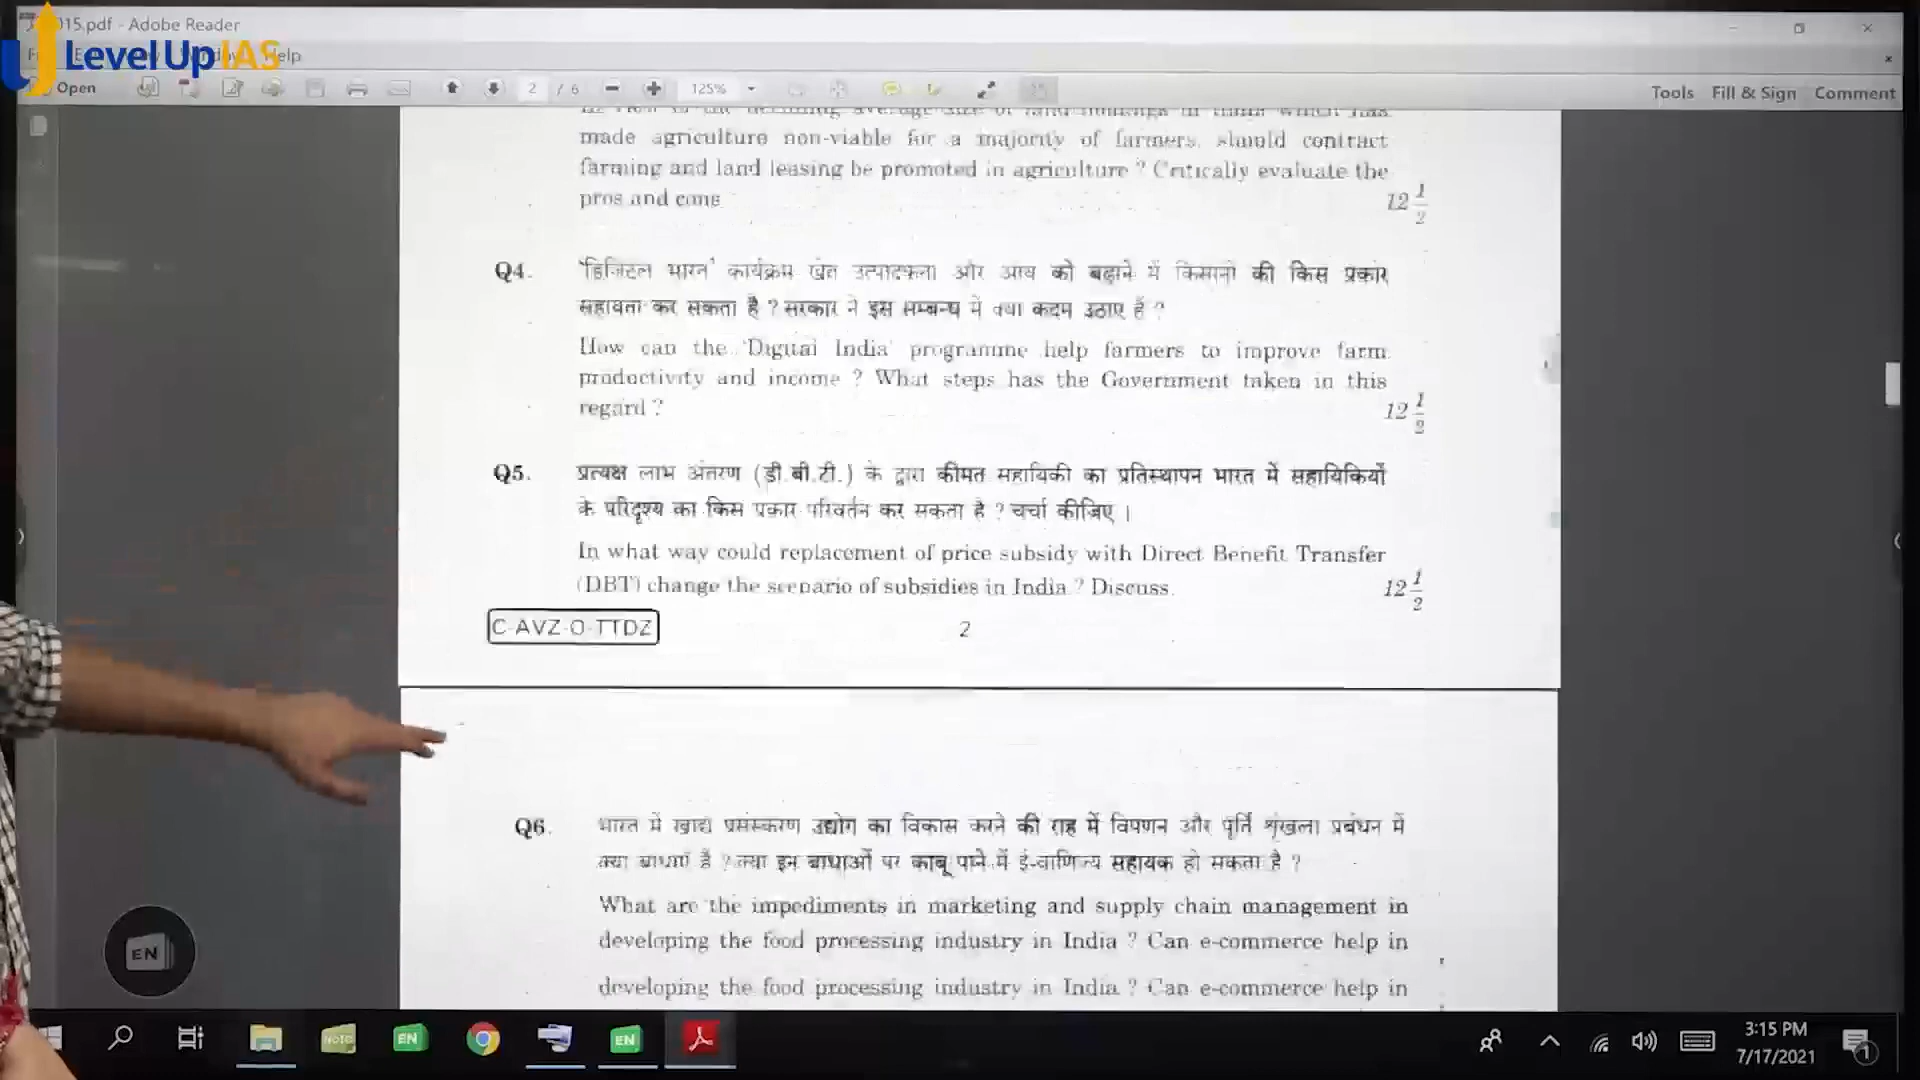 015.pdf - Adobe Reader
Level Up IAS
Help
Open
2 / 6
125%
Tools Fill & Sign Comment
made agriculture non-viable for a majority of farmers, should contract
farming and land leasing be promoted in agriculture ? Critically evaluate the
pros and cons
12 1/2
Q4. 'डिजिटल भारत' कार्यक्रम खेत उत्पादकता और आय को बढ़ाने में किसानों की किस प्रकार
सहायता कर सकता है ? सरकार ने इस सम्बन्ध में क्या कदम उठाए हैं ?
How can the 'Digital India' programme help farmers to improve farm
productivity and income ? What steps has the Government taken in this
regard ?
12 1/2
Q5. प्रत्यक्ष लाभ अंतरण (डी.बी.टी.) के द्वारा कीमत सहायिकी का प्रतिस्थापन भारत में सहायिकियों
के परिदृश्य का किस प्रकार परिवर्तन कर सकता है ? चर्चा कीजिए ।
In what way could replacement of price subsidy with Direct Benefit Transfer
(DBT) change the scenario of subsidies in India ? Discuss.
12 1/2
C-AVZ-O-TTDZ
2
Q6. भारत में खाद्य प्रसंस्करण उद्योग का विकास करने की राह में विपणन और पूर्ति श्रृंखला प्रबंधन में
क्या बाधाएं हैं ? क्या इन बाधाओं पर काबू पाने में ई-वाणिज्य सहायक हो सकता है ?
What are the impediments in marketing and supply chain management in
developing the food processing industry in India ? Can e-commerce help in
developing the food processing industry in India ? Can e-commerce help in
EN
NOTE
EN
EN
3:15 PM
7/17/2021
1